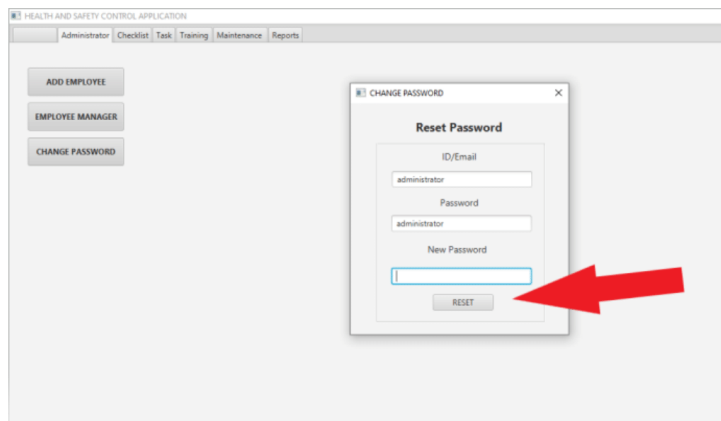 HEALTH AND SAFETY CONTROL APPLICATION
Administrator Checklist Task Training Maintenance Reports
ADD EMPLOYEE
EMPLOYEE MANAGER
CHANGE PASSWORD
CHANGE PASSWORD
Reset Password
ID/Email
administrator
Password
administrator
New Password
RESET